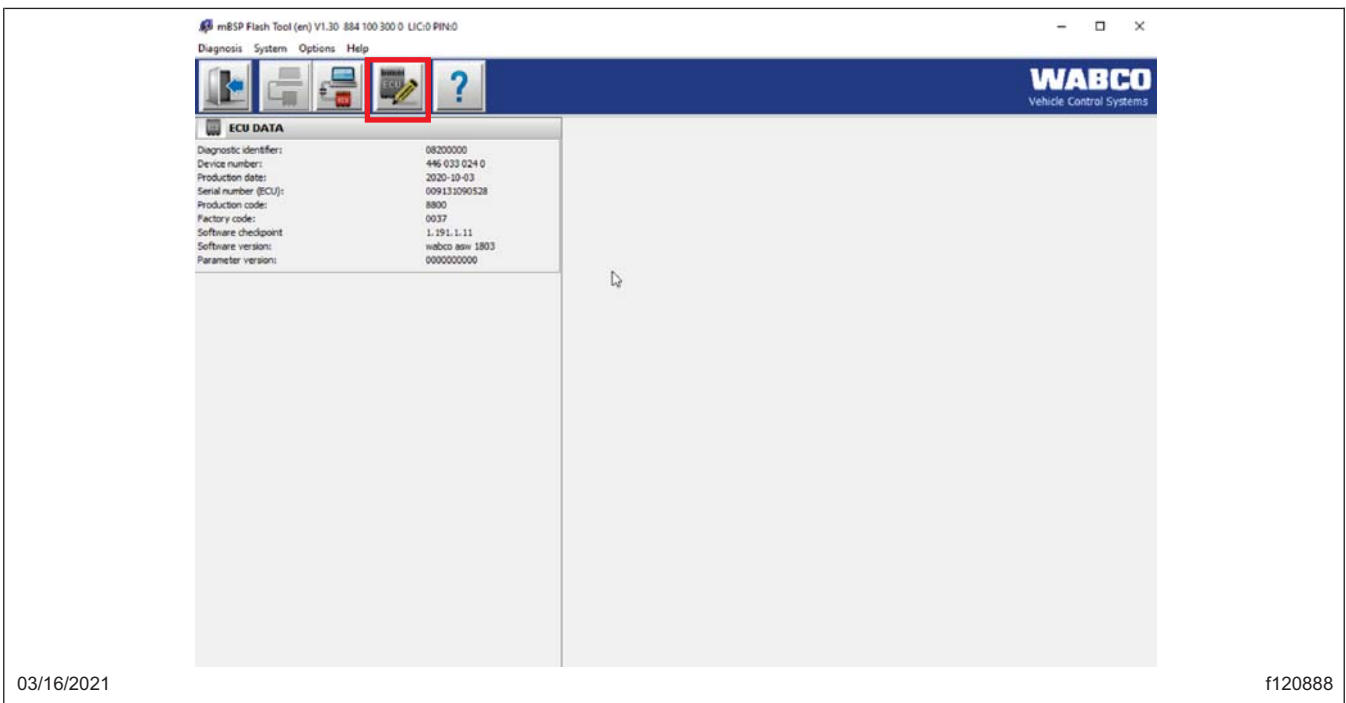 mBSP Flash Tool (en) V1.30 884 100 300 0 LIC:0 PIN:0
Diagnosis System Options Help
ECU
?
WABCO
Vehicle Control Systems
ECU DATA
Diagnostic identifier: 08200000
Device number: 446 033 024 0
Production date: 2020-10-03
Serial number (ECU): 009131090528
Production code: 8800
Factory code: 0037
Software checkpoint 1.191.1.11
Software version: wabco asw 1803
Parameter version: 0000000000
03/16/2021 f120888